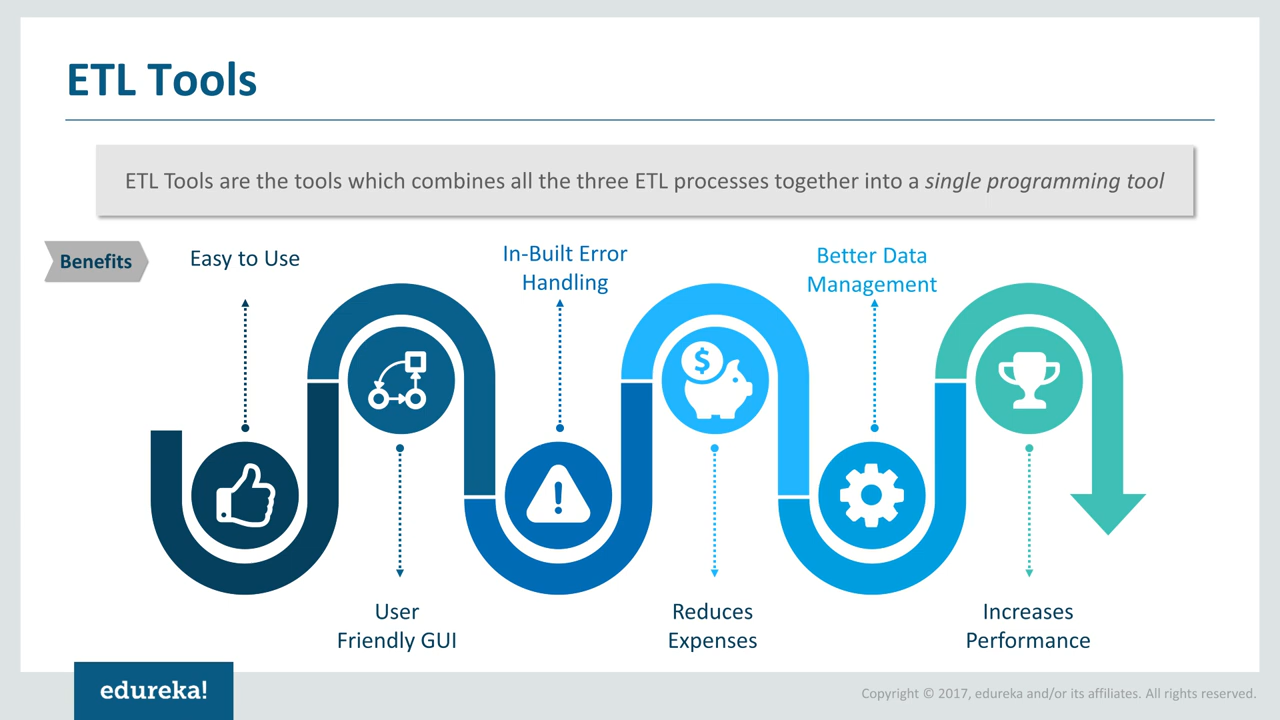 ETL Tools
ETL Tools are the tools which combines all the three ETL processes together into a single programming tool
Benefits
Easy to Use
In-Built Error
Handling
Better Data
Management
$
!
User
Friendly GUI
Reduces
Expenses
Increases
Performance
edureka!
Copyright © 2017, edureka and/or its affiliates. All rights reserved.